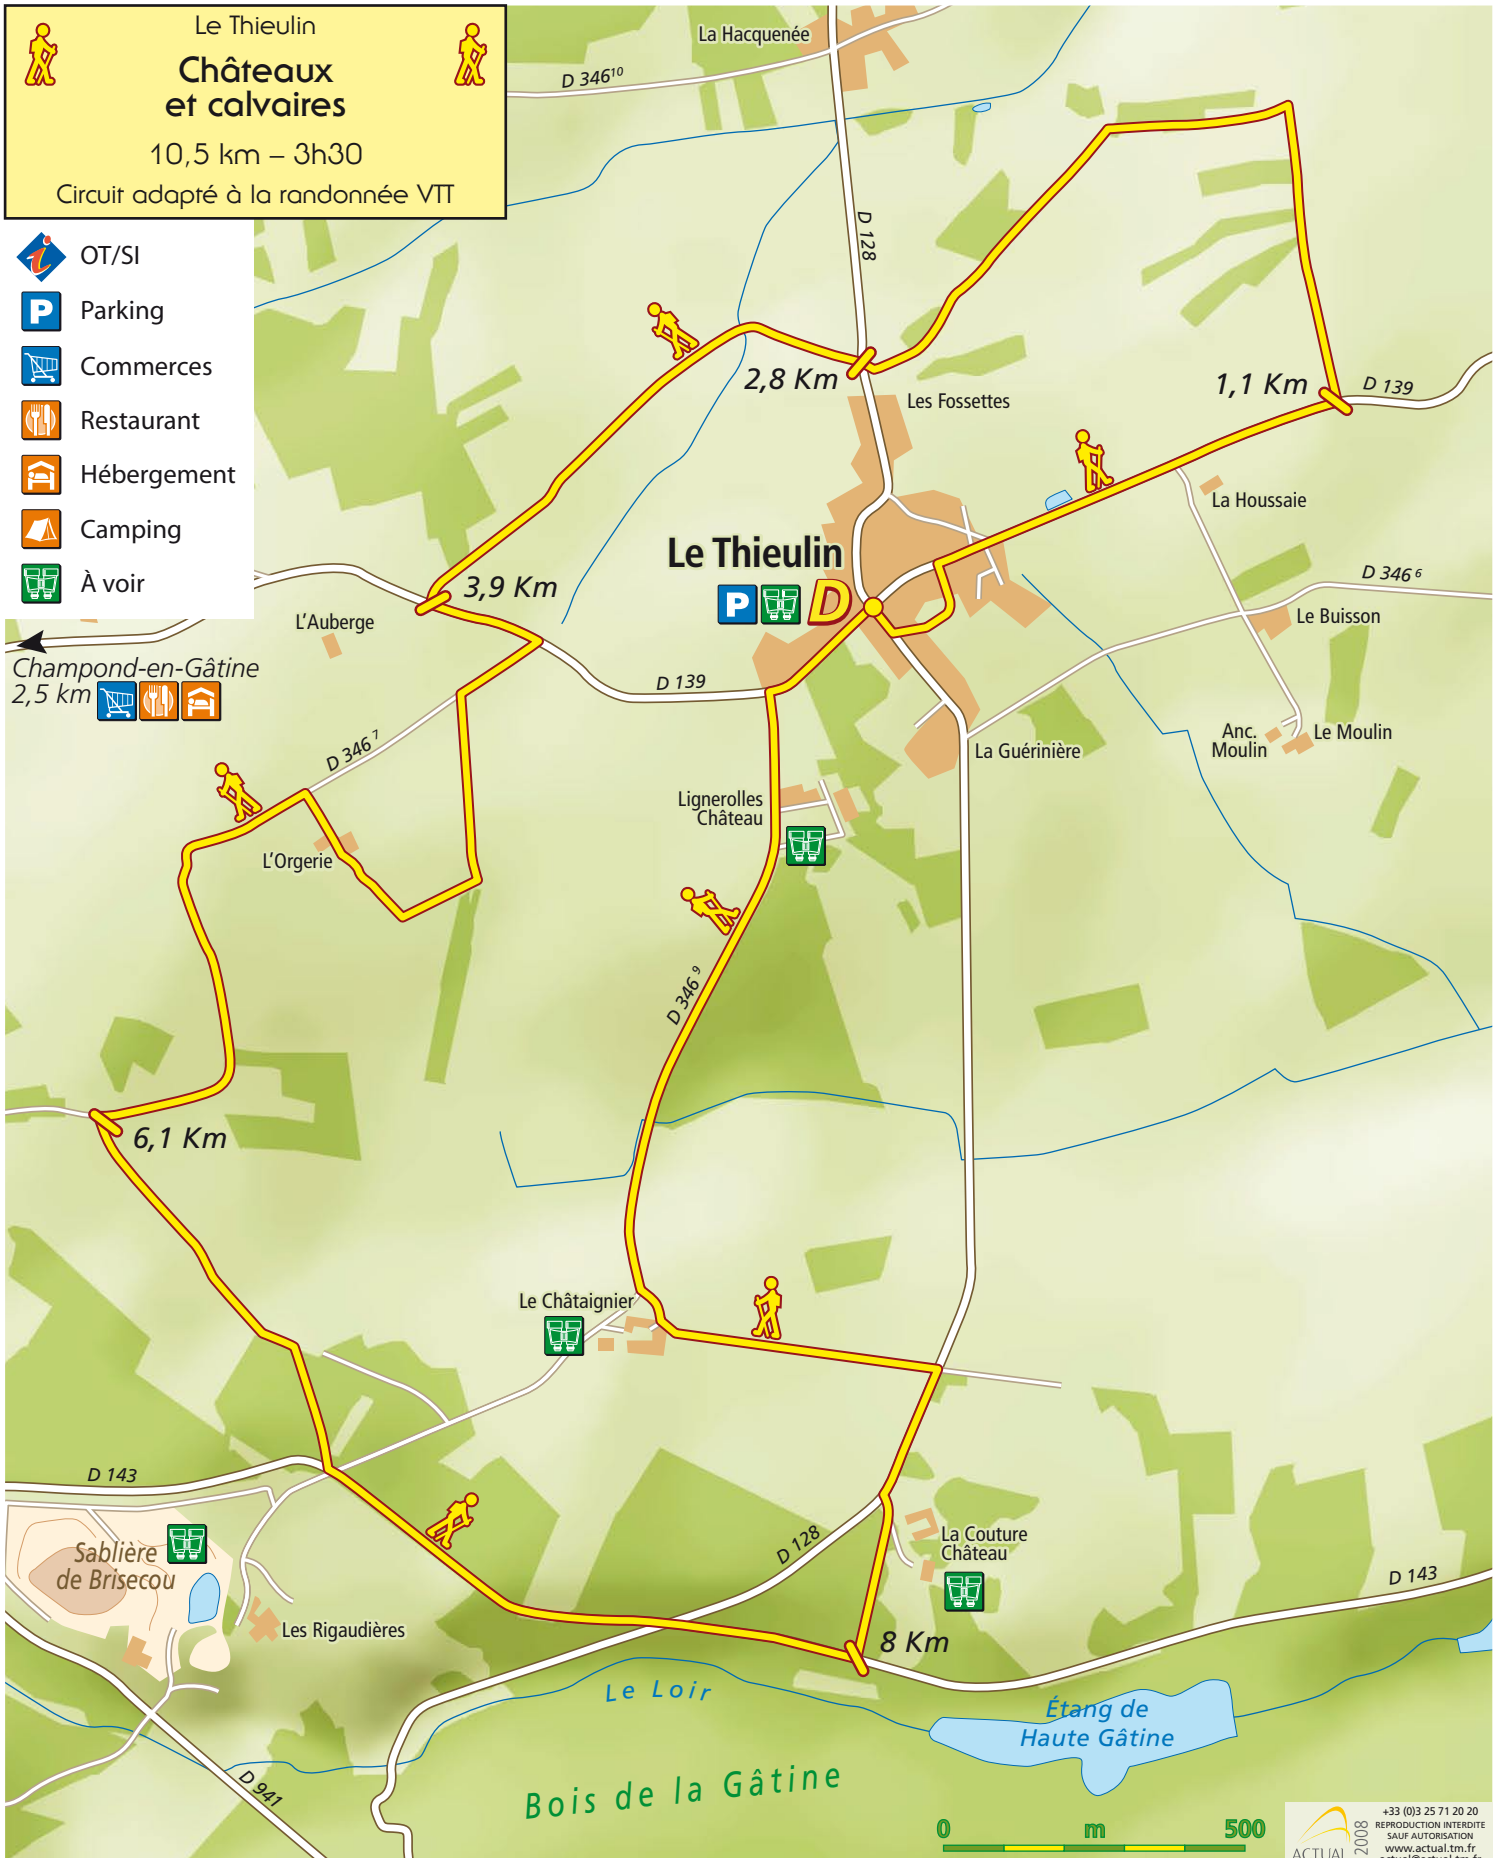 Le Thieulin
Châteaux
et calvaires
10,5 km – 3h30
Circuit adapté à la randonnée VTT
OT/SI
P
Parking
Commerces
Restaurant
Hébergement
Camping
À voir
La Hacquenée
D 346¹⁰
D 128
2,8 Km
Les Fossettes
1,1 Km
D 139
La Houssaie
Le Thieulin
P
D
3,9 Km
L'Auberge
D 346⁶
Le Buisson
Champond-en-Gâtine
2,5 km
D 139
D 346⁷
Anc.
Moulin
Le Moulin
La Guérinière
Lignerolles
Château
L'Orgerie
D 346⁹
6,1 Km
Le Châtaignier
D 143
Sablière
de Brisecou
Les Rigaudières
D 128
La Couture
Château
D 143
8 Km
Le Loir
Étang de
Haute Gâtine
D 941
Bois de la Gâtine
0 m 500
ACTUAL
2008
+33 (0)3 25 71 20 20
REPRODUCTION INTERDITE
SAUF AUTORISATION
www.actual.tm.fr
actual@actual.tm.fr